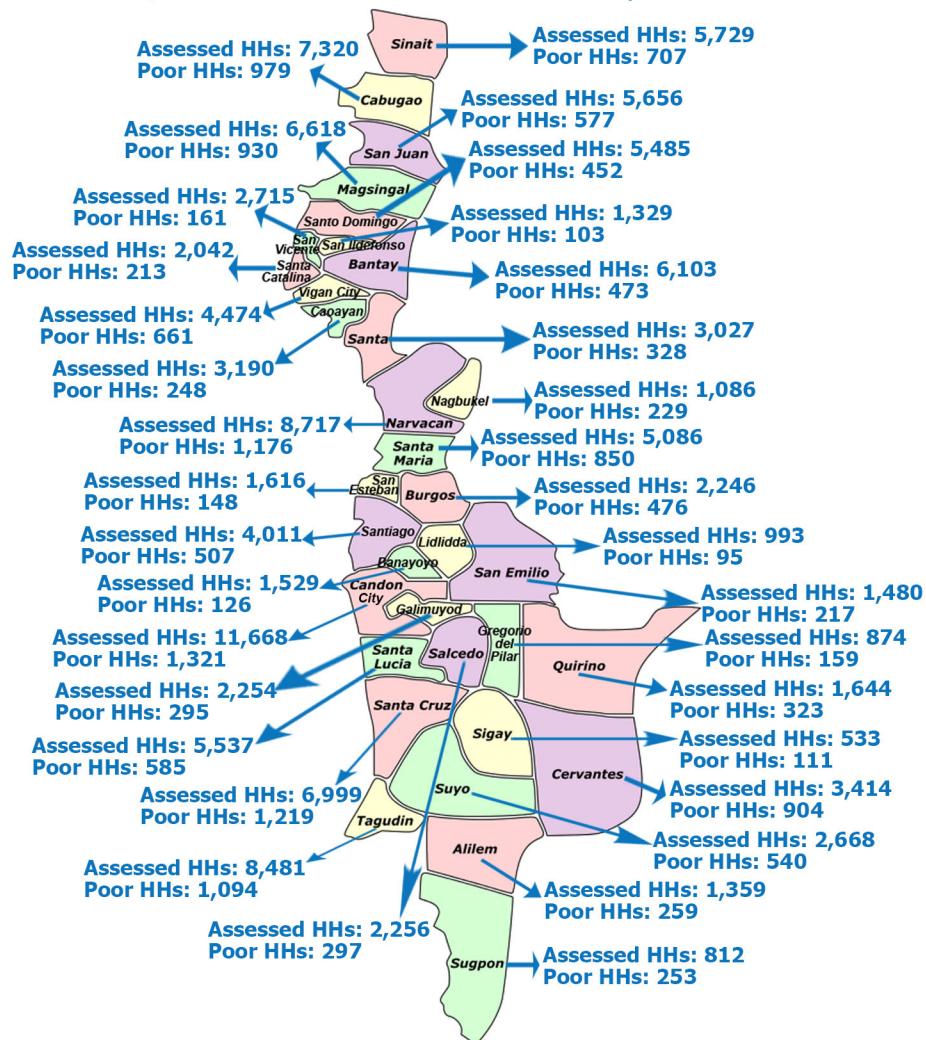 Sinait
Assessed HHs: 5,729
Poor HHs: 707
Assessed HHs: 7,320
Poor HHs: 979
Cabugao
Assessed HHs: 5,656
Poor HHs: 577
Assessed HHs: 6,618
Poor HHs: 930
San Juan
Assessed HHs: 5,485
Poor HHs: 452
Magsingal
Assessed HHs: 2,715
Poor HHs: 161
Santo Domingo
Assessed HHs: 1,329
Poor HHs: 103
San
Vicente
San Ildefonso
Assessed HHs: 2,042
Poor HHs: 213
Santa
Catalina
Bantay
Assessed HHs: 6,103
Poor HHs: 473
Vigan City
Assessed HHs: 4,474
Poor HHs: 661
Caoayan
Santa
Assessed HHs: 3,027
Poor HHs: 328
Assessed HHs: 3,190
Poor HHs: 248
Nagbukel
Assessed HHs: 1,086
Poor HHs: 229
Assessed HHs: 8,717
Poor HHs: 1,176
Narvacan
Santa
Maria
Assessed HHs: 5,086
Poor HHs: 850
Assessed HHs: 1,616
Poor HHs: 148
San
Esteban
Burgos
Assessed HHs: 2,246
Poor HHs: 476
Assessed HHs: 4,011
Poor HHs: 507
Santiago
Lidlidda
Assessed HHs: 993
Poor HHs: 95
Banayoyo
San Emilio
Assessed HHs: 1,529
Poor HHs: 126
Candon
City
Assessed HHs: 1,480
Poor HHs: 217
Galimuyod
Assessed HHs: 11,668
Poor HHs: 1,321
Santa
Lucia
Salcedo
Gregorio
del
Pilar
Assessed HHs: 874
Poor HHs: 159
Quirino
Assessed HHs: 2,254
Poor HHs: 295
Assessed HHs: 1,644
Poor HHs: 323
Santa Cruz
Assessed HHs: 5,537
Poor HHs: 585
Sigay
Assessed HHs: 533
Poor HHs: 111
Cervantes
Assessed HHs: 3,414
Poor HHs: 904
Assessed HHs: 6,999
Poor HHs: 1,219
Suyo
Tagudin
Assessed HHs: 2,668
Poor HHs: 540
Alilem
Assessed HHs: 8,481
Poor HHs: 1,094
Assessed HHs: 1,359
Poor HHs: 259
Assessed HHs: 2,256
Poor HHs: 297
Sugpon
Assessed HHs: 812
Poor HHs: 253